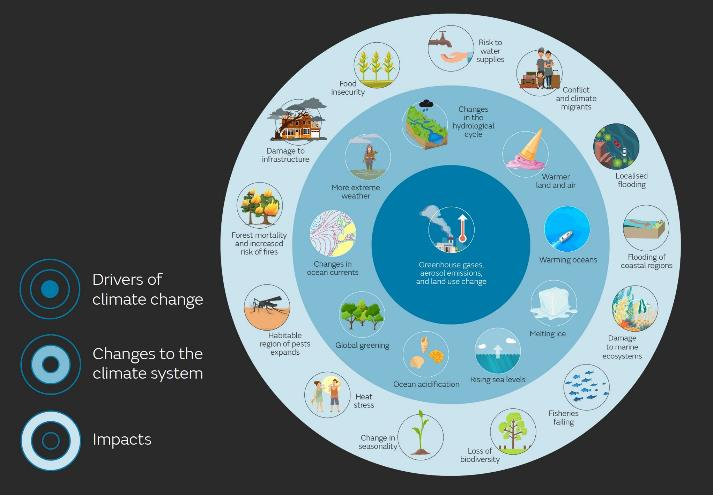 Risk to
water
supplies
Conflict
and climate
migrants
Localised
flooding
Flooding of
coastal regions
Damage
to marine
ecosystems
Fisheries
failing
Loss of
biodiversity
Change in
seasonality
Heat
stress
Habitable
region of pests
expands
Forest mortality
and increased
risk of fires
Damage to
infrastructure
Food
insecurity
Changes
in the
hydrological
cycle
Warmer
land and air
Warming oceans
Melting ice
Rising sea levels
Ocean acidification
Global greening
Changes in
ocean currents
More extreme
weather
Greenhouse gases,
aerosol emissions,
and land use change
Drivers of
climate change
Changes to the
climate system
Impacts